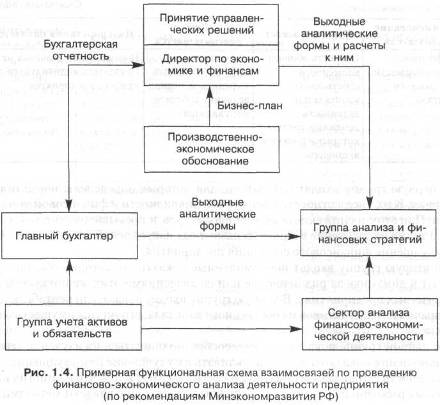 Принятие управлен-
ческих решений
Директор по эконо-
мике и финансам
Бухгалтерская
отчетность
Выходные
аналитические
формы и расчеты
к ним
Бизнес-план
Производственно-
экономическое
обоснование
Главный бухгалтер
Выходные
аналитические
формы
Группа анализа и фи-
нансовых стратегий
Группа учета активов
и обязательств
Сектор анализа
финансово-экономи-
ческой деятельности
Рис. 1.4. Примерная функциональная схема взаимосвязей по проведению
финансово-экономического анализа деятельности предприятия
(по рекомендациям Минэкономразвития РФ)